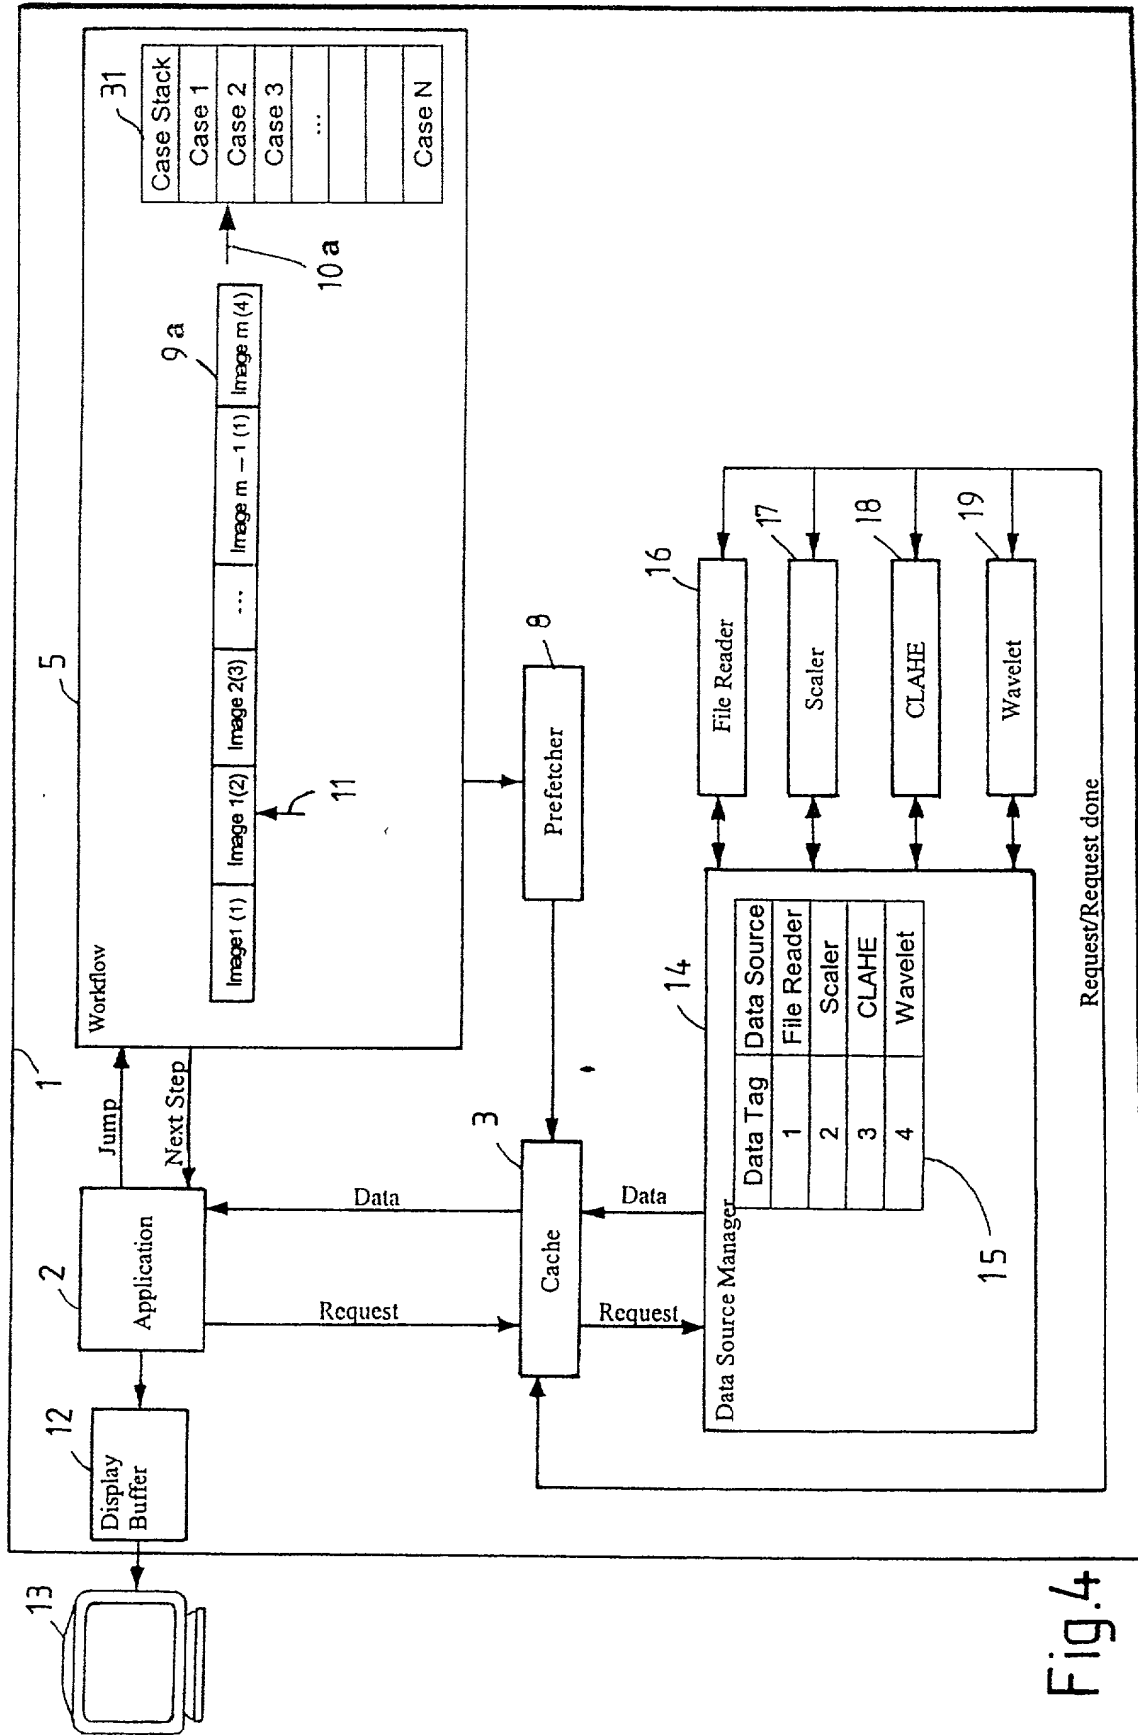 13
12
Display
Buffer
2
Application
Jump
Next Step
1
5
Workflow
Image1 (1)
Image 1(2)
Image 2(3)
...
Image m – 1 (1)
Image m (4)
9a
11
10a
31
Case Stack
Case 1
Case 2
Case 3
...
Case N
Request
Data
3
Cache
8
Prefetcher
Request
Data
14
Data Source Manager
Data Tag Data Source
1 File Reader
2 Scaler
3 CLAHE
4 Wavelet
15
16
File Reader
17
Scaler
18
CLAHE
19
Wavelet
Request/Request done
Fig.4